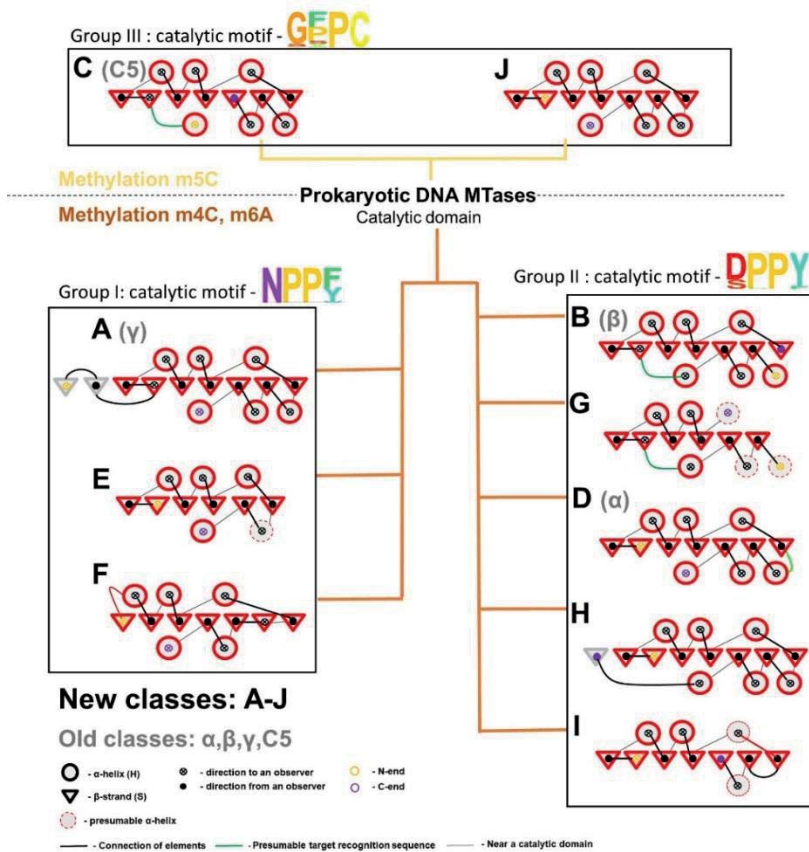 Group III : catalytic motif - GFPC
C (C5)
J
Methylation m5C
Prokaryotic DNA MTases
Methylation m4C, m6A
Catalytic domain
Group I: catalytic motif - NPPF
Y
Group II : catalytic motif - DPPY
S
A (γ)
B (β)
G
E
D (α)
F
H
I
New classes: A-J
Old classes: α,β,γ,C5
- α-helix (H)
- direction to an observer
- N-end
- β-strand (S)
- direction from an observer
- C-end
- presumable α-helix
- Connection of elements
- Presumable target recognition sequence
- Near a catalytic domain